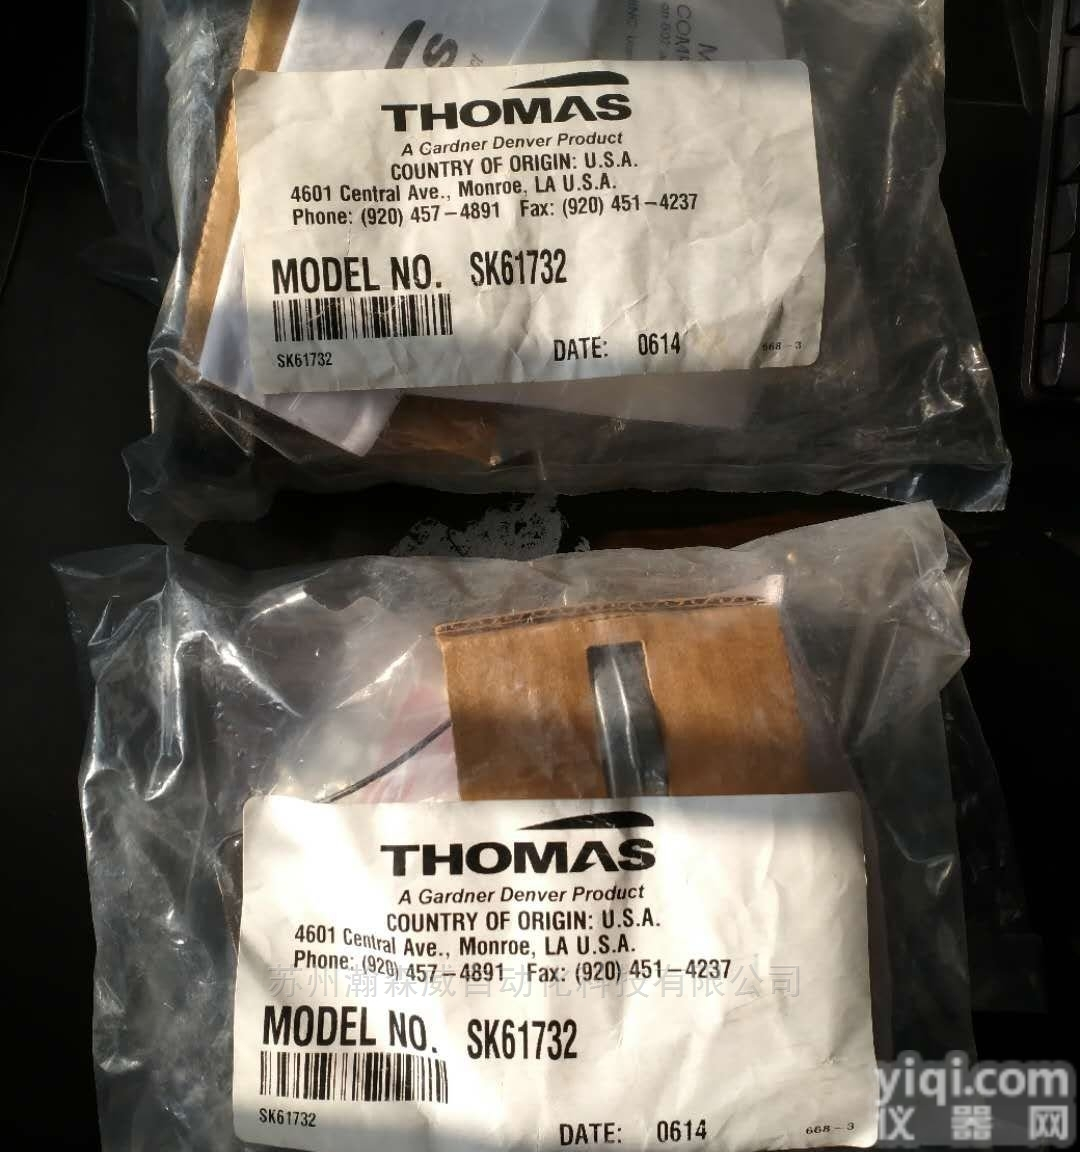 THOMAS
A Gardner Denver Product
COUNTRY OF ORIGIN: U.S.A.
4601 Central Ave., Monroe, LA U.S.A.
Phone: (920) 457-4891 Fax: (920) 451-4237
MODEL NO. SK61732
SK61732
DATE: 0614
668-3
THOMAS
A Gardner Denver Product
COUNTRY OF ORIGIN: U.S.A.
4601 Central Ave., Monroe, LA U.S.A.
Phone: (920) 457-4891 Fax: (920) 451-4237
苏州瀚森威自动化科技有限公司
MODEL NO. SK61732
SK61732
DATE: 0614
668-3
yiqi.com
仪器网